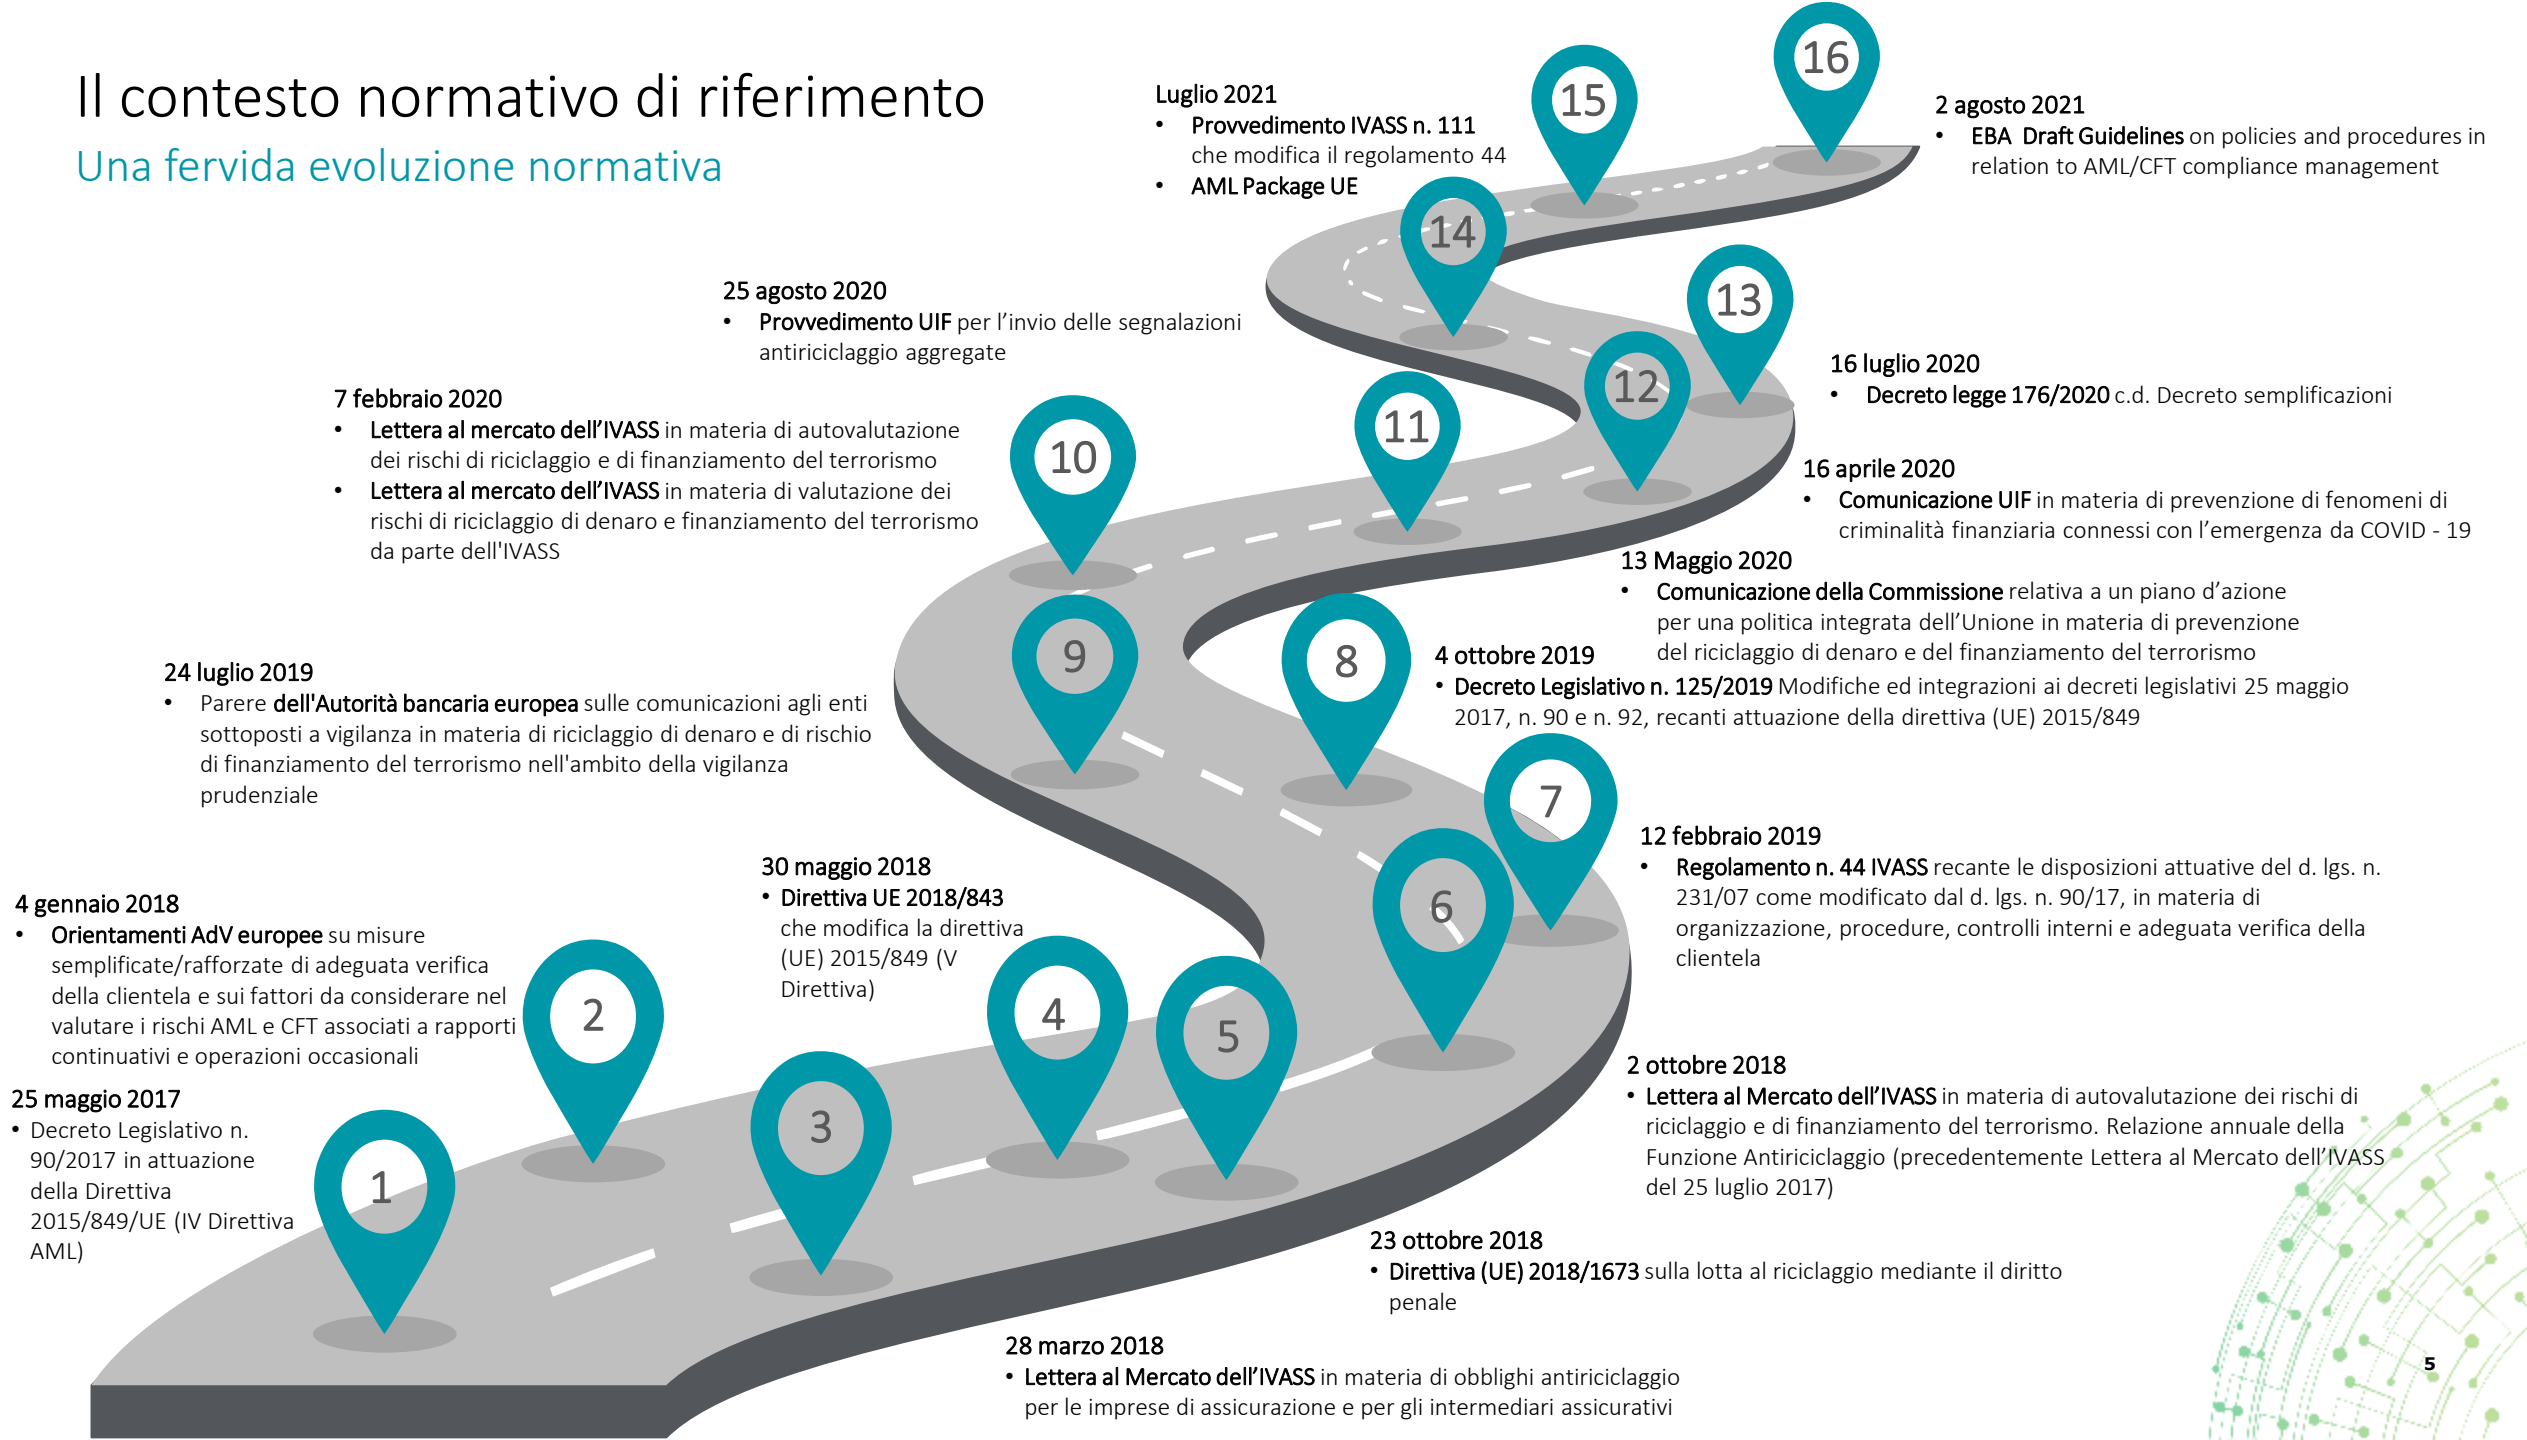 Il contesto normativo di riferimento
Una fervida evoluzione normativa
16
15
14
13
12
11
10
9
8
7
6
5
4
3
2
1
Luglio 2021
• Provvedimento IVASS n. 111
che modifica il regolamento 44
• AML Package UE
2 agosto 2021
• EBA Draft Guidelines on policies and procedures in
relation to AML/CFT compliance management
25 agosto 2020
• Provvedimento UIF per l’invio delle segnalazioni
antiriciclaggio aggregate
16 luglio 2020
• Decreto legge 176/2020 c.d. Decreto semplificazioni
7 febbraio 2020
• Lettera al mercato dell’IVASS in materia di autovalutazione
dei rischi di riciclaggio e di finanziamento del terrorismo
• Lettera al mercato dell’IVASS in materia di valutazione dei
rischi di riciclaggio di denaro e finanziamento del terrorismo
da parte dell'IVASS
16 aprile 2020
• Comunicazione UIF in materia di prevenzione di fenomeni di
criminalità finanziaria connessi con l’emergenza da COVID - 19
13 Maggio 2020
• Comunicazione della Commissione relativa a un piano d’azione
per una politica integrata dell’Unione in materia di prevenzione
del riciclaggio di denaro e del finanziamento del terrorismo
4 ottobre 2019
• Decreto Legislativo n. 125/2019 Modifiche ed integrazioni ai decreti legislativi 25 maggio
2017, n. 90 e n. 92, recanti attuazione della direttiva (UE) 2015/849
24 luglio 2019
• Parere dell'Autorità bancaria europea sulle comunicazioni agli enti
sottoposti a vigilanza in materia di riciclaggio di denaro e di rischio
di finanziamento del terrorismo nell'ambito della vigilanza
prudenziale
12 febbraio 2019
• Regolamento n. 44 IVASS recante le disposizioni attuative del d. lgs. n.
231/07 come modificato dal d. lgs. n. 90/17, in materia di
organizzazione, procedure, controlli interni e adeguata verifica della
clientela
30 maggio 2018
• Direttiva UE 2018/843
che modifica la direttiva
(UE) 2015/849 (V
Direttiva)
4 gennaio 2018
• Orientamenti AdV europee su misure
semplificate/rafforzate di adeguata verifica
della clientela e sui fattori da considerare nel
valutare i rischi AML e CFT associati a rapporti
continuativi e operazioni occasionali
25 maggio 2017
• Decreto Legislativo n.
90/2017 in attuazione
della Direttiva
2015/849/UE (IV Direttiva
AML)
2 ottobre 2018
• Lettera al Mercato dell’IVASS in materia di autovalutazione dei rischi di
riciclaggio e di finanziamento del terrorismo. Relazione annuale della
Funzione Antiriciclaggio (precedentemente Lettera al Mercato dell’IVASS
del 25 luglio 2017)
23 ottobre 2018
• Direttiva (UE) 2018/1673 sulla lotta al riciclaggio mediante il diritto
penale
28 marzo 2018
• Lettera al Mercato dell’IVASS in materia di obblighi antiriciclaggio
per le imprese di assicurazione e per gli intermediari assicurativi
5